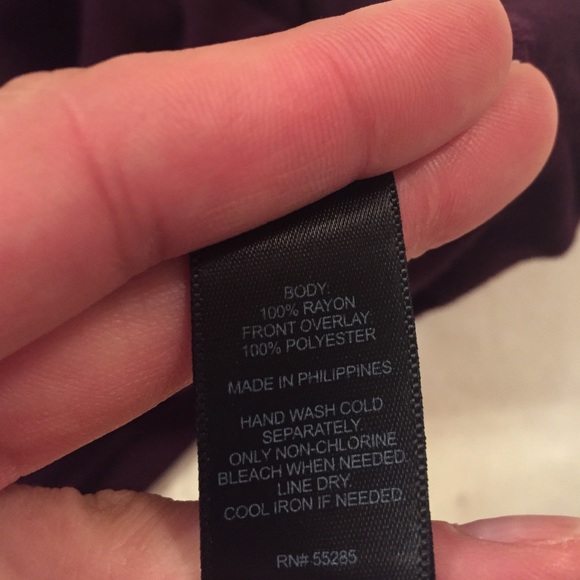 BODY:
100% RAYON
FRONT OVERLAY
100% POLYESTER
MADE IN PHILIPPINES
HAND WASH COLD
SEPARATELY
ONLY NON-CHLORINE
BLEACH WHEN NEEDED
LINE DRY.
COOL IRON IF NEEDED.
RN# 55285